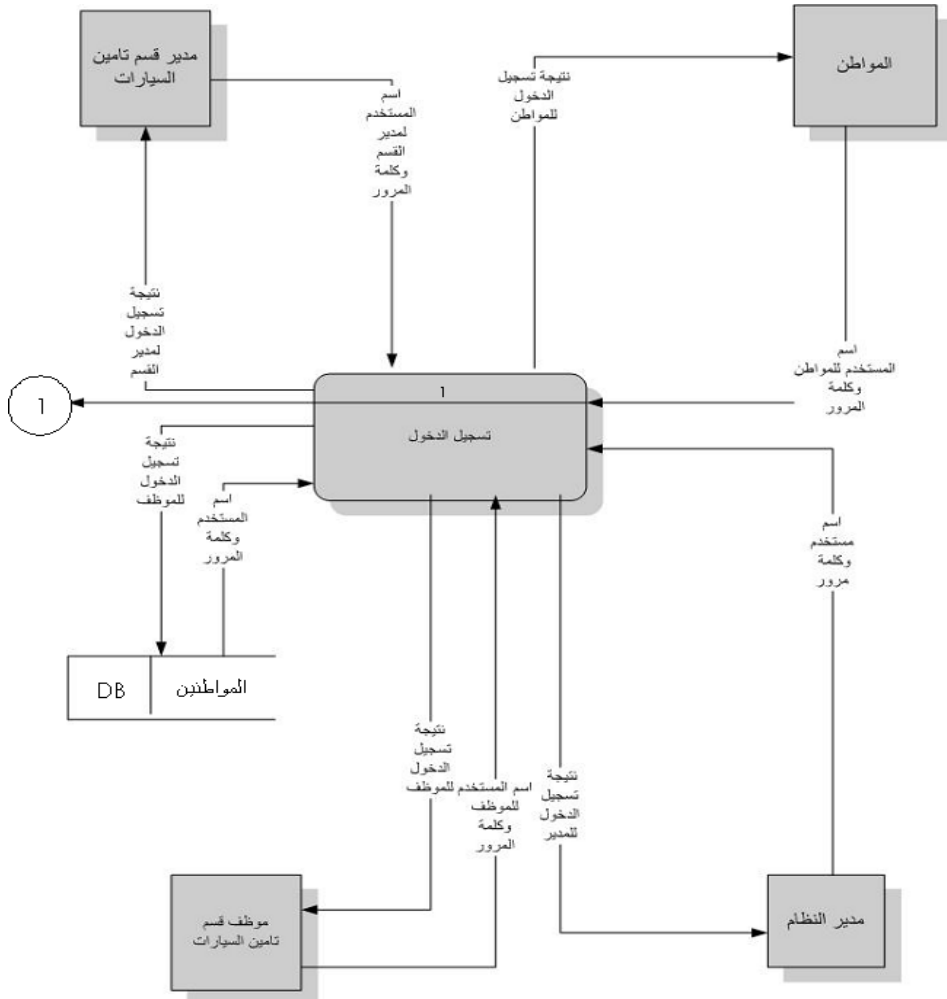 مدير قسم تامين
السيارات
المواطن
نتيجة تسجيل
الدخول
للمواطن
اسم
المستخدم
لمدير
القسم
وكلمة
المرور
نتيجة
تسجيل
الدخول
لمدير
القسم
اسم
المستخدم للمواطن
وكلمة
المرور
1
1
تسجيل الدخول
نتيجة
تسجيل
الدخول
للموظف
اسم
المستخدم
وكلمة
المرور
اسم
مستخدم
وكلمة
مرور
DB
المواطنين
نتيجة
تسجيل
الدخول
للموظف
اسم المستخدم
للموظف
وكلمة
المرور
نتيجة
تسجيل
الدخول
للمدير
موظف قسم
تامين السيارات
مدير النظام